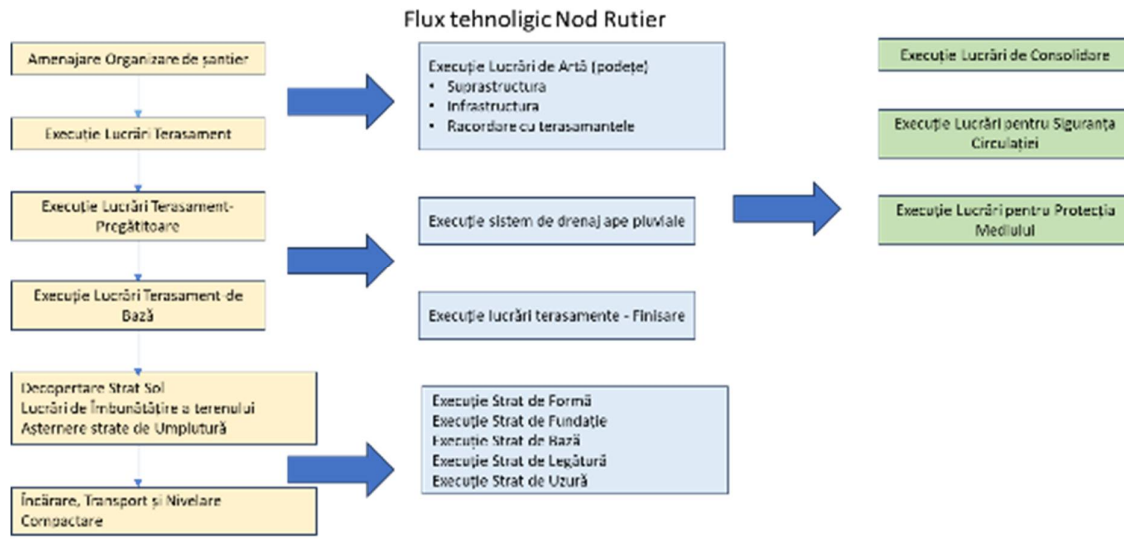 Flux tehnoligic Nod Rutier
Amenajare Organizare de șantier
Execuție Lucrări Terasament
Execuție Lucrări Terasament-
Pregătitoare
Execuție Lucrări Terasament-de
Bază
Decopertare Strat Sol
Lucrări de Îmbunătățire a terenului
Așternere strate de Umplutură
Încărare, Transport și Nivelare
Compactare
Execuție Lucrări de Artă (podețe)
• Suprastructura
• Infrastructura
• Racordare cu terasamantele
Execuție sistem de drenaj ape pluviale
Execuție lucrări terasamente - Finisare
Execuție Strat de Formă
Execuție Strat de Fundație
Execuție Strat de Bază
Execuție Strat de Legătură
Execuție Strat de Uzură
Execuție Lucrări de Consolidare
Execuție Lucrări pentru Siguranța
Circulației
Execuție Lucrări pentru Protecția
Mediului